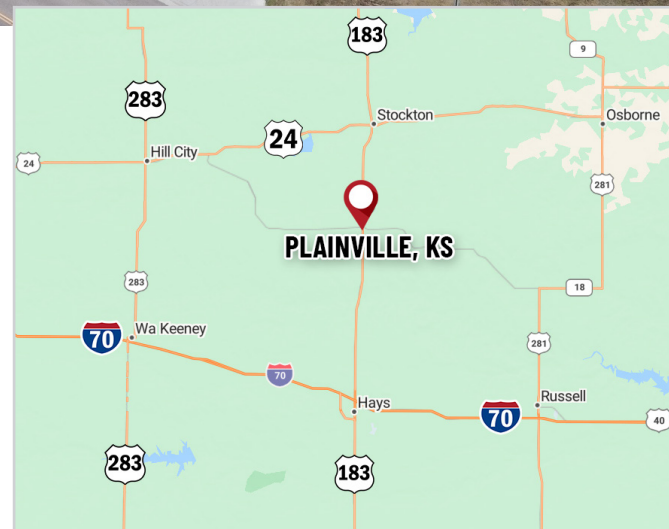 183
9
283
24
Stockton
Osborne
24
Hill City
281
PLAINVILLE, KS
283
18
70
Wa Keeney
281
70
Hays
Russell
70
40
283
183